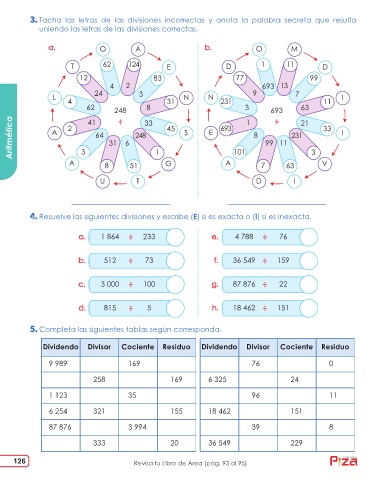 3. Tacha las letras de las divisiones incorrectas y anota la palabra secreta que resulta
uniendo las letras de las divisiones correctas.
a.
O A
T 62 124 E
12 83
4 2
24 3
L 4 31 N
62 8
248
÷
A 2 41 33 45 S
64 248
31 6
3 1
A 8 51 G
U T
b.
O M
D 1 11 D
77 99
693 13
9 7
N 231 11 I
3 63
693
÷
E 693 1 21 33 I
8 231
99 11
101 3
A 7 63 V
D I
Aritmética
4. Resuelve las siguientes divisiones y escribe (E) si es exacta o (I) si es inexacta.
a. 1 864 ÷ 233
e. 4 788 ÷ 76
b. 512 ÷ 73
f. 36 549 ÷ 159
c. 3 000 ÷ 100
g. 87 876 ÷ 22
d. 815 ÷ 5
h. 18 462 ÷ 151
5. Completa las siguientes tablas según corresponda.
Dividendo Divisor Cociente Residuo Dividendo Divisor Cociente Residuo
9 989 169 76 0
258 169 6 325 24
1 123 35 96 11
6 254 321 155 18 462 151
87 876 3 994 39 8
333 20 36 549 229
126
Revisa tu Libro de Área (pág. 93 al 95)